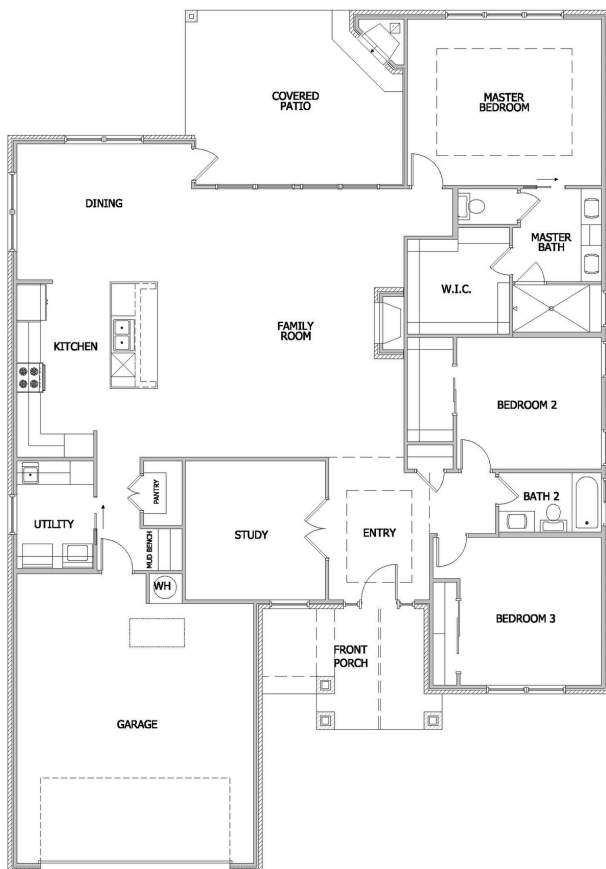 COVERED
PATIO
MASTER
BEDROOM
DINING
MASTER
BATH
W.I.C.
FAMILY
ROOM
KITCHEN
BEDROOM 2
PANTRY
BATH 2
UTILITY
STUDY
ENTRY
MUD BENCH
WH
BEDROOM 3
FRONT
PORCH
GARAGE